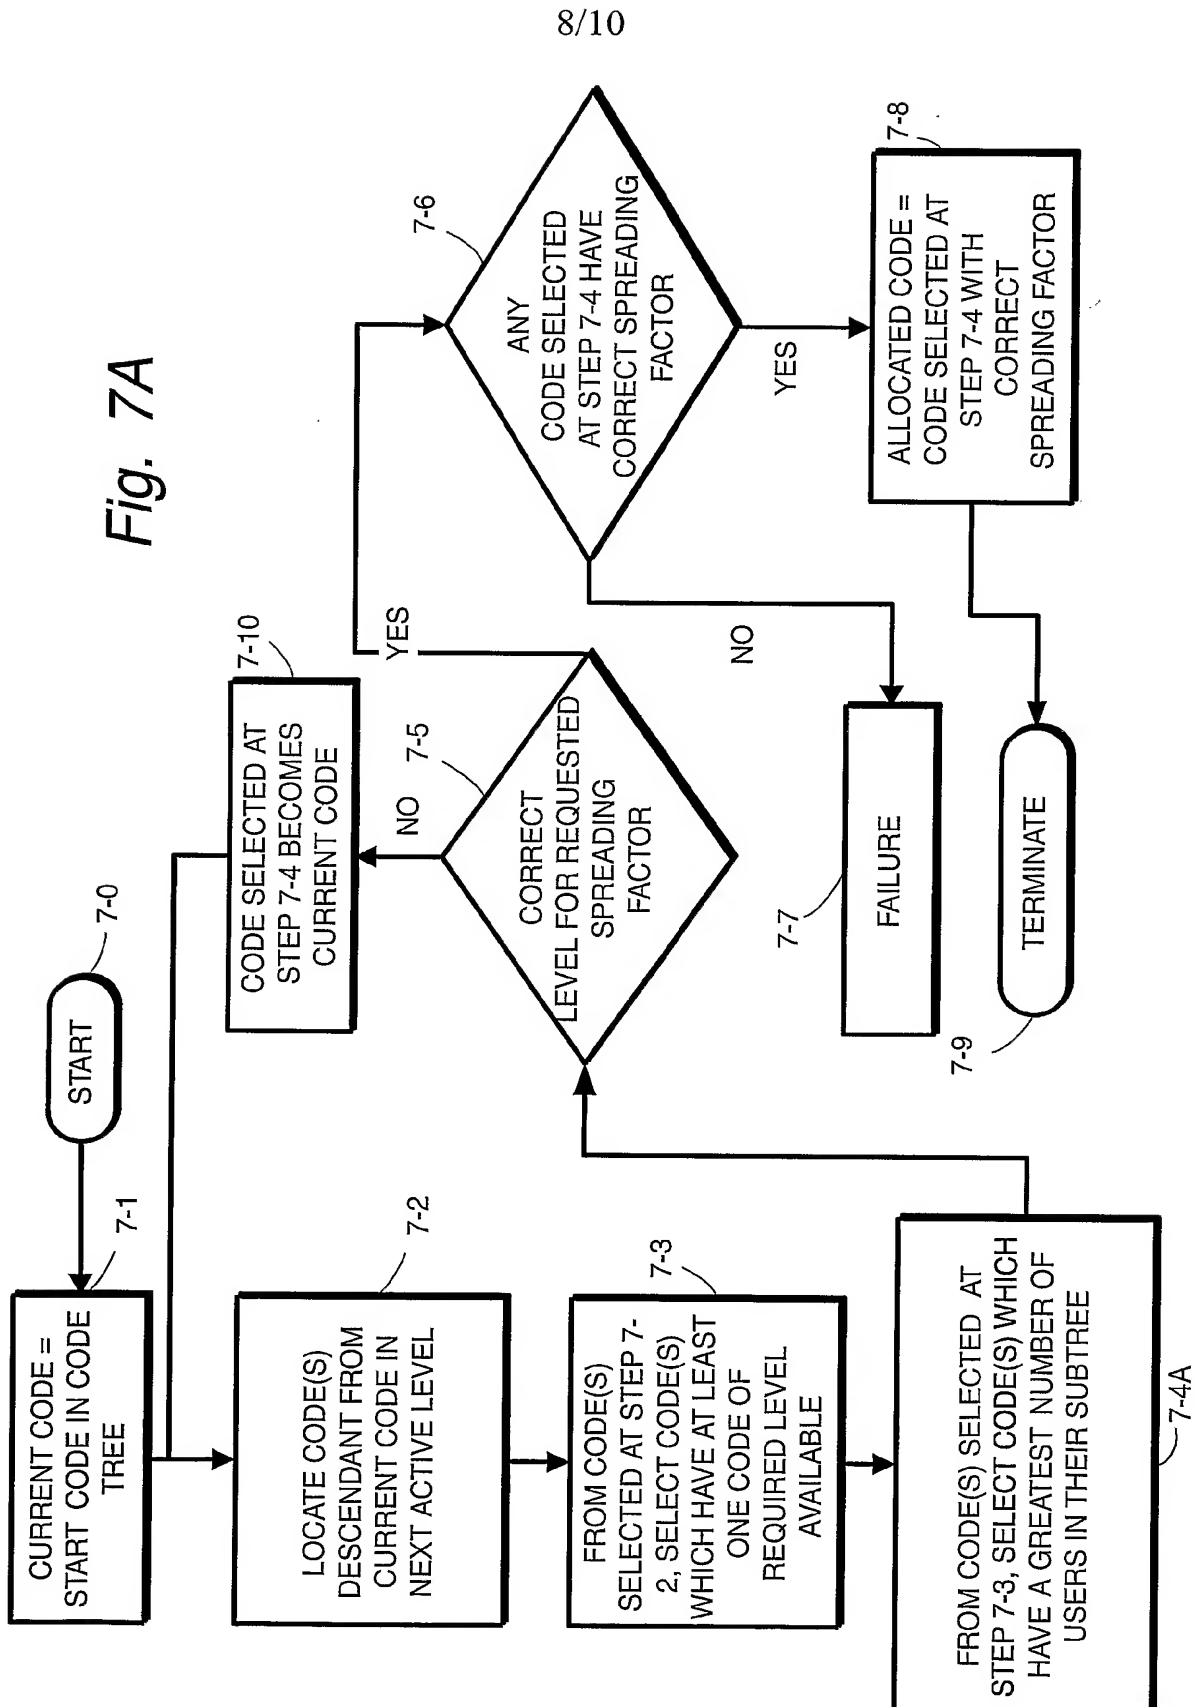 8/10
Fig. 7A
START
7-0
CURRENT CODE =
START CODE IN CODE
TREE
7-1
LOCATE CODE(S)
DESCENDANT FROM
CURRENT CODE IN
NEXT ACTIVE LEVEL
7-2
FROM CODE(S)
SELECTED AT STEP 7-
2, SELECT CODE(S)
WHICH HAVE AT LEAST
ONE CODE OF
REQUIRED LEVEL
AVAILABLE
7-3
FROM CODE(S) SELECTED AT
STEP 7-3, SELECT CODE(S) WHICH
HAVE A GREATEST NUMBER OF
USERS IN THEIR SUBTREE
7-4A
CODE SELECTED AT
STEP 7-4 BECOMES
CURRENT CODE
7-10
NO
7-5
CORRECT
LEVEL FOR REQUESTED
SPREADING
FACTOR
YES
7-6
ANY
CODE SELECTED
AT STEP 7-4 HAVE
CORRECT SPREADING
FACTOR
NO
YES
7-7
FAILURE
7-8
ALLOCATED CODE =
CODE SELECTED AT
STEP 7-4 WITH
CORRECT
SPREADING FACTOR
TERMINATE
7-9